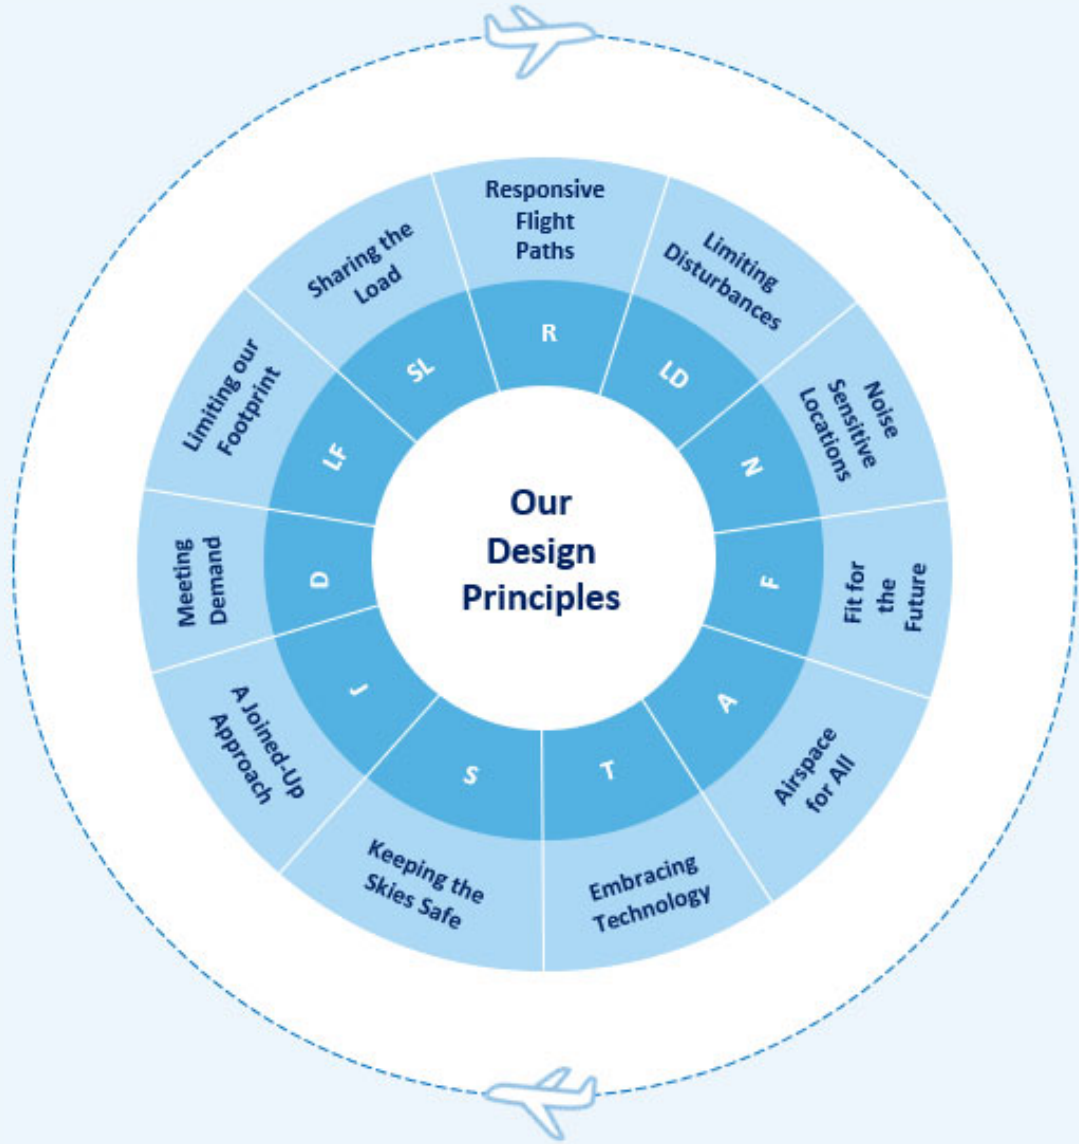 Our
Design
Principles
Responsive
Flight
Paths
R
Limiting
Disturbances
LD
Noise
Sensitive
Locations
N
Fit for
the
Future
F
Airspace
for All
A
Embracing
Technology
T
Keeping the
Skies Safe
S
A Joined-Up
Approach
J
Meeting
Demand
D
Limiting our
Footprint
LF
Sharing the
Load
SL